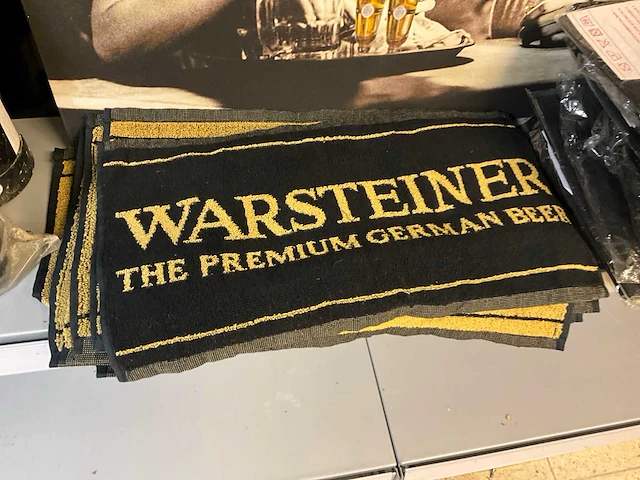 WARSTEINER
THE PREMIUM GERMAN BEER